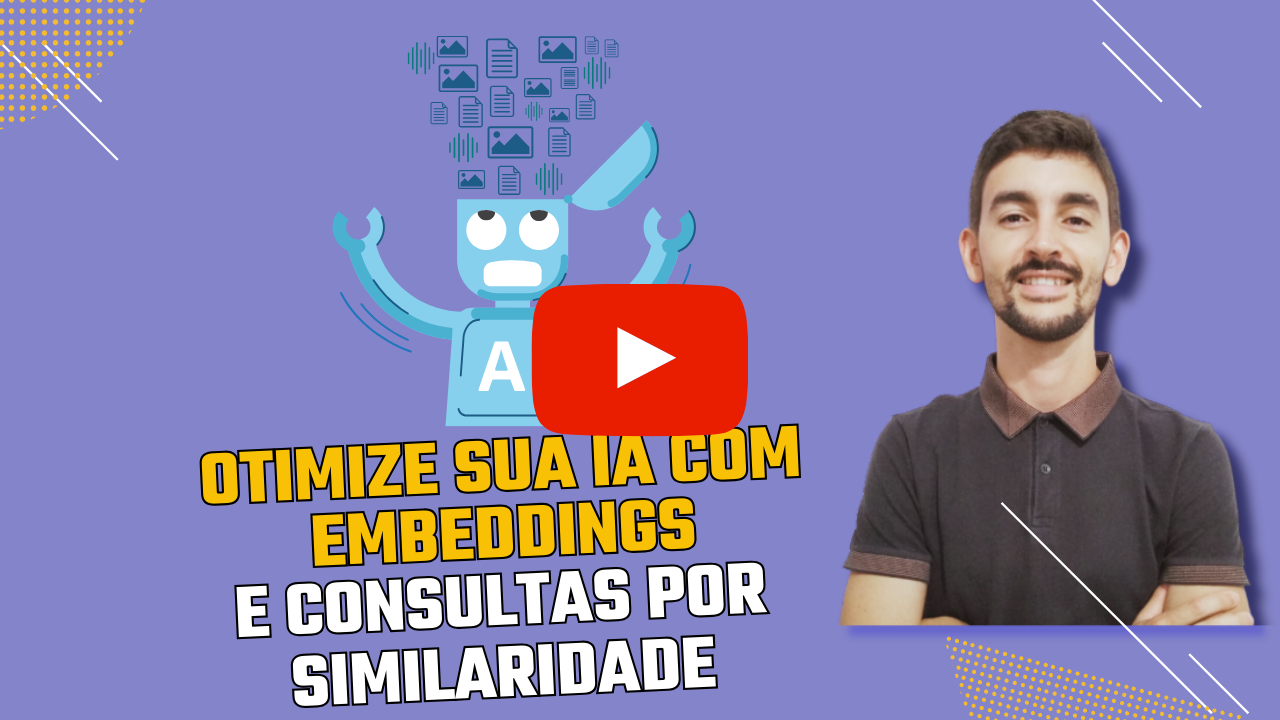 A
OTIMIZE SUA IA COM
EMBEDDINGS
E CONSULTAS POR
SIMILARIDADE